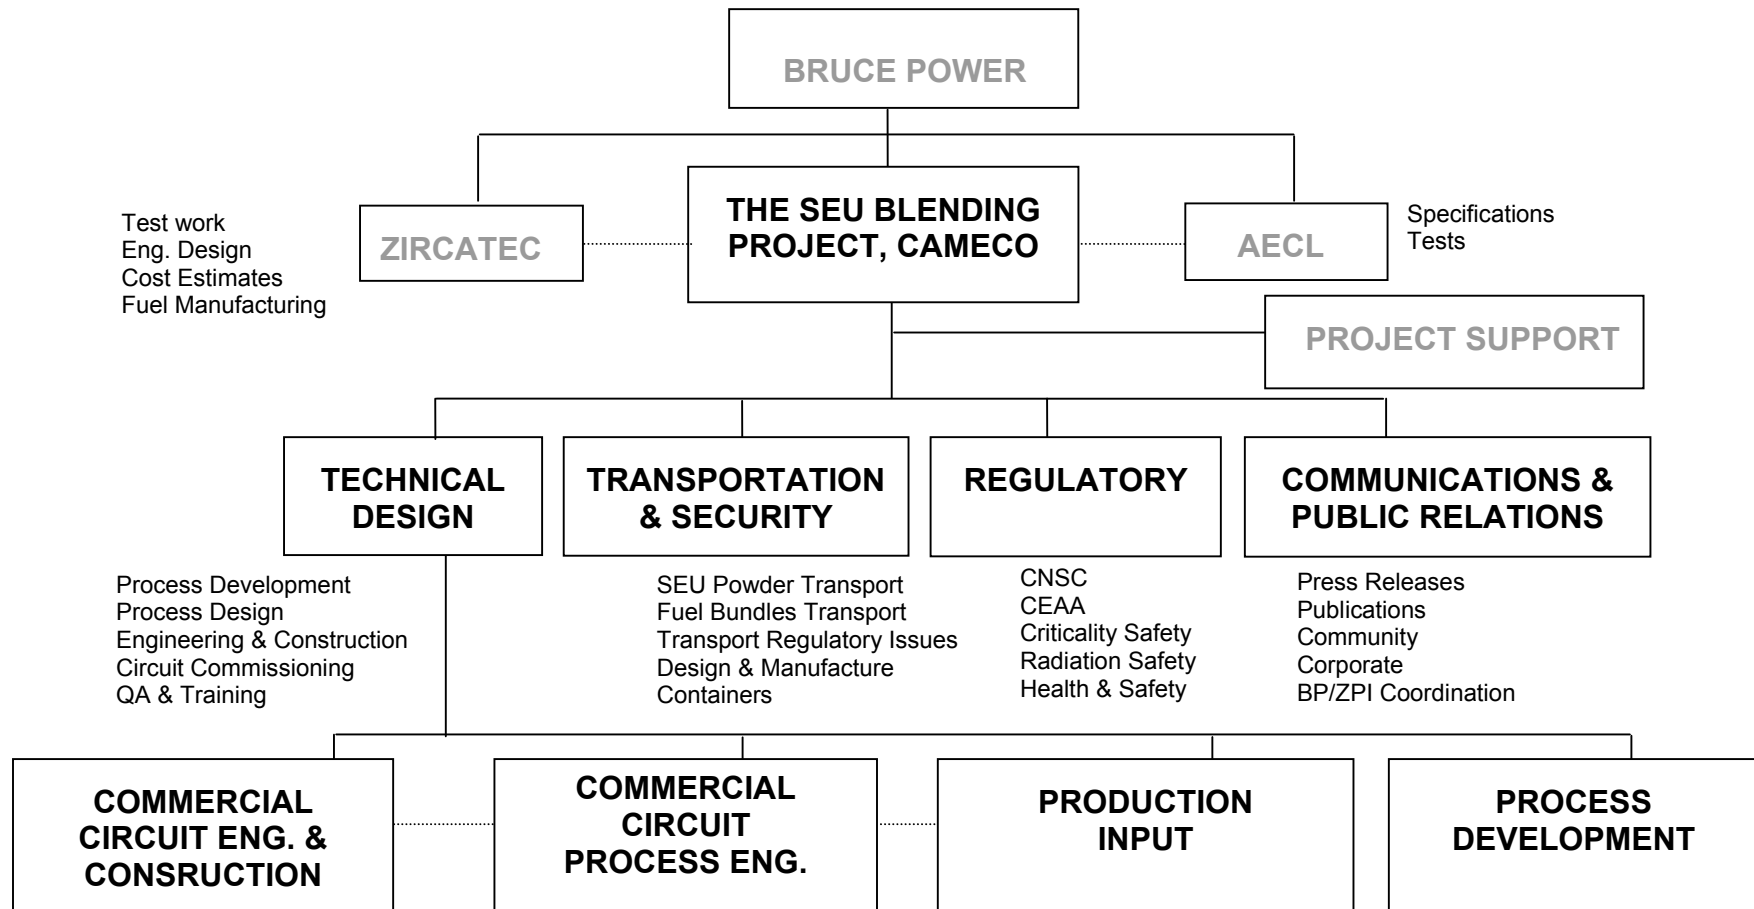 BRUCE POWER
Test work
Eng. Design
Cost Estimates
Fuel Manufacturing
ZIRCATEC
THE SEU BLENDING
PROJECT, CAMECO
AECL
Specifications
Tests
PROJECT SUPPORT
TECHNICAL
DESIGN
TRANSPORTATION
& SECURITY
REGULATORY
COMMUNICATIONS &
PUBLIC RELATIONS
Process Development
Process Design
Engineering & Construction
Circuit Commissioning
QA & Training
SEU Powder Transport
Fuel Bundles Transport
Transport Regulatory Issues
Design & Manufacture
Containers
CNSC
CEAA
Criticality Safety
Radiation Safety
Health & Safety
Press Releases
Publications
Community
Corporate
BP/ZPI Coordination
COMMERCIAL
CIRCUIT ENG. &
CONSRUCTION
COMMERCIAL
CIRCUIT
PROCESS ENG.
PRODUCTION
INPUT
PROCESS
DEVELOPMENT